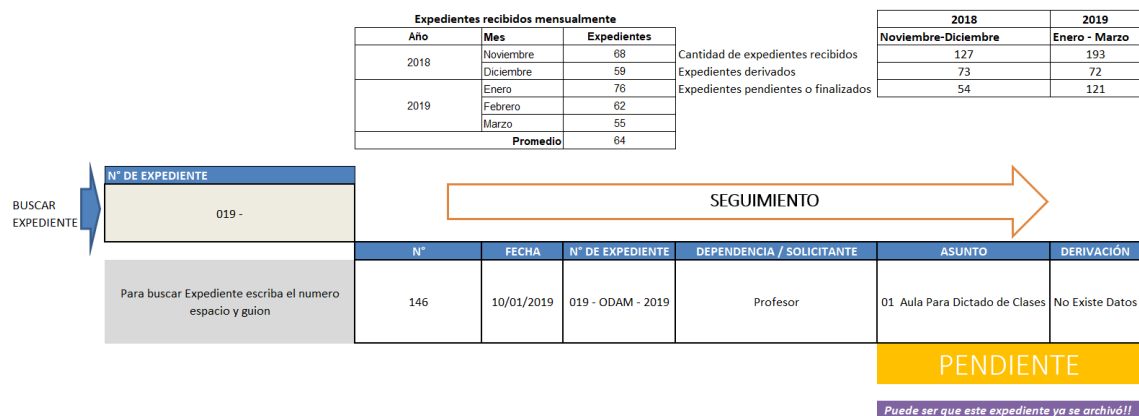 Expedientes recibidos mensualmente
Año Mes Expedientes
2018 Noviembre 68
Diciembre 59
2019 Enero 76
Febrero 62
Marzo 55
Promedio 64
2018 2019
Noviembre-Diciembre Enero - Marzo
Cantidad de expedientes recibidos 127 193
Expedientes derivados 73 72
Expedientes pendientes o finalizados 54 121
BUSCAR
EXPEDIENTE
N° DE EXPEDIENTE
019 -
SEGUIMIENTO
Para buscar Expediente escriba el numero
espacio y guion
N° FECHA N° DE EXPEDIENTE DEPENDENCIA / SOLICITANTE ASUNTO DERIVACIÓN
146 10/01/2019 019 - ODAM - 2019 Profesor 01 Aula Para Dictado de Clases No Existe Datos
PENDIENTE
Puede ser que este expediente ya se archivó!!